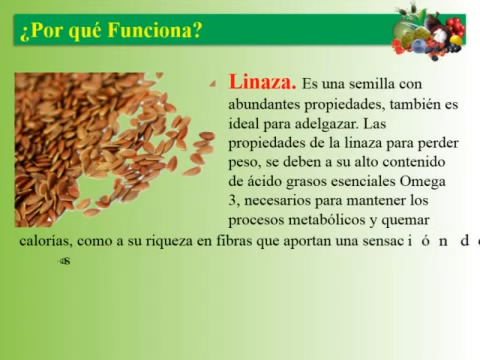 ¿Por qué Funciona?
Linaza. Es una semilla con
abundantes propiedades, también es
ideal para adelgazar. Las
propiedades de la linaza para perder
peso, se deben a su alto contenido
de ácido grasos esenciales Omega
3, necesarios para mantener los
procesos metabólicos y quemar
calorías, como a su riqueza en fibras que aportan una sensac i ó n d